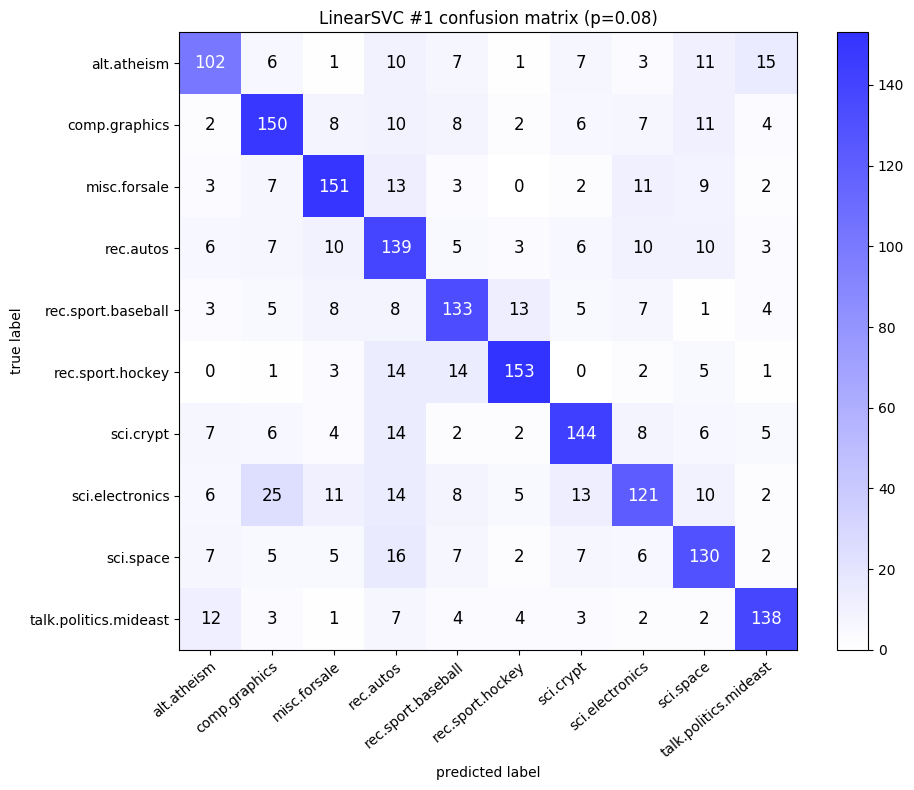 LinearSVC #1 confusion matrix (p=0.08)
alt.atheism 102 6 1 10 7 1 7 3 11 15
comp.graphics 2 150 8 10 8 2 6 7 11 4
misc.forsale 3 7 151 13 3 0 2 11 9 2
rec.autos 6 7 10 139 5 3 6 10 10 3
rec.sport.baseball 3 5 8 8 133 13 5 7 1 4
rec.sport.hockey 0 1 3 14 14 153 0 2 5 1
sci.crypt 7 6 4 14 2 2 144 8 6 5
sci.electronics 6 25 11 14 8 5 13 121 10 2
sci.space 7 5 5 16 7 2 7 6 130 2
talk.politics.mideast 12 3 1 7 4 4 3 2 2 138
true label
alt.atheism comp.graphics misc.forsale rec.autos rec.sport.baseball rec.sport.hockey sci.crypt sci.electronics sci.space talk.politics.mideast
predicted label
140
120
100
80
60
40
20
0